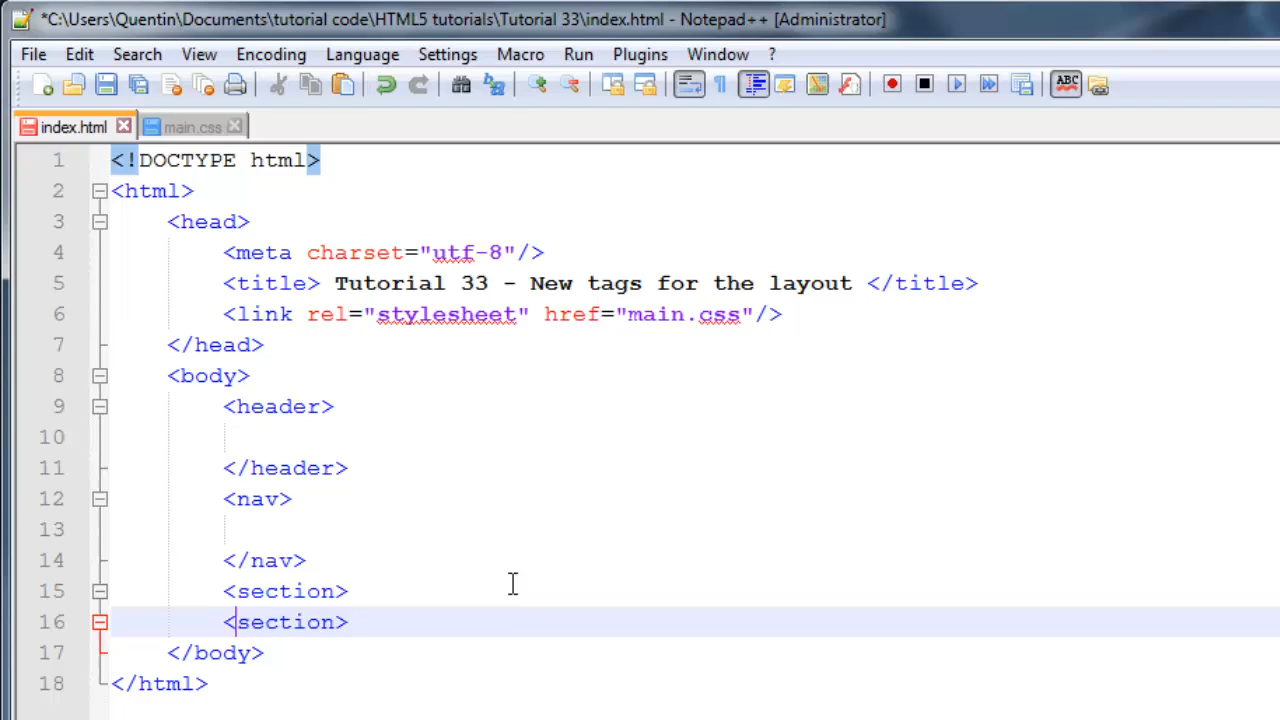 *C:\Users\Quentin\Documents\tutorial code\HTML5 tutorials\Tutorial 33\index.html - Notepad++ [Administrator]
File Edit Search View Encoding Language Settings Macro Run Plugins Window ?
ABC
index.html main.css
1 <!DOCTYPE html>
2 <html>
3 <head>
4 <meta charset="utf-8"/>
5 <title> Tutorial 33 - New tags for the layout </title>
6 <link rel="stylesheet" href="main.css"/>
7 </head>
8 <body>
9 <header>
10
11 </header>
12 <nav>
13
14 </nav>
15 <section>
16 <section>
17 </body>
18 </html>